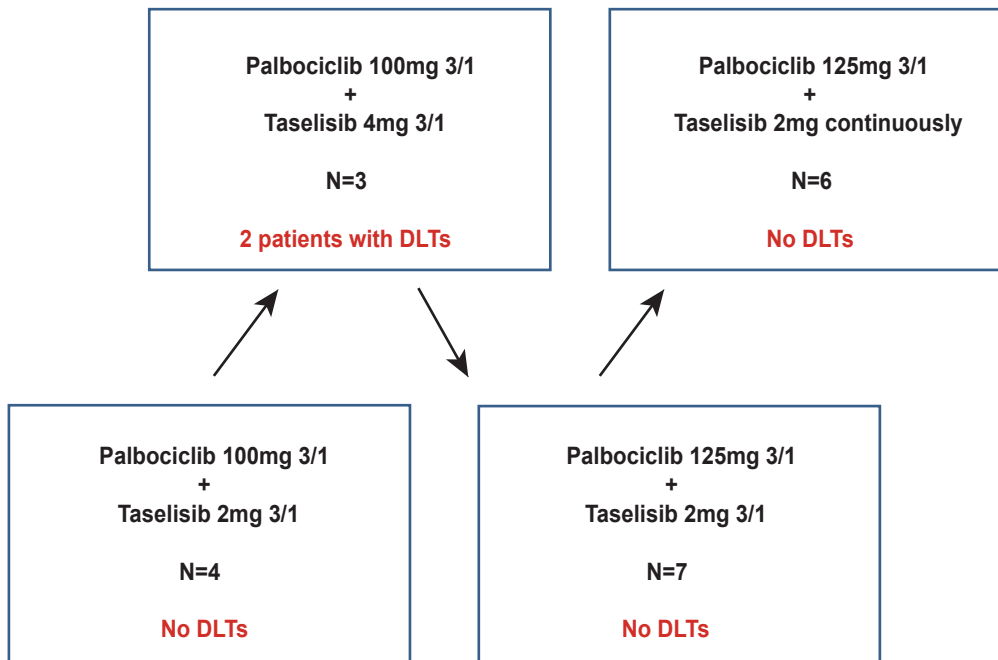 Palbociclib 100mg 3/1
+
Taselisib 4mg 3/1
N=3
2 patients with DLTs
Palbociclib 125mg 3/1
+
Taselisib 2mg continuously
N=6
No DLTs
Palbociclib 100mg 3/1
+
Taselisib 2mg 3/1
N=4
No DLTs
Palbociclib 125mg 3/1
+
Taselisib 2mg 3/1
N=7
No DLTs